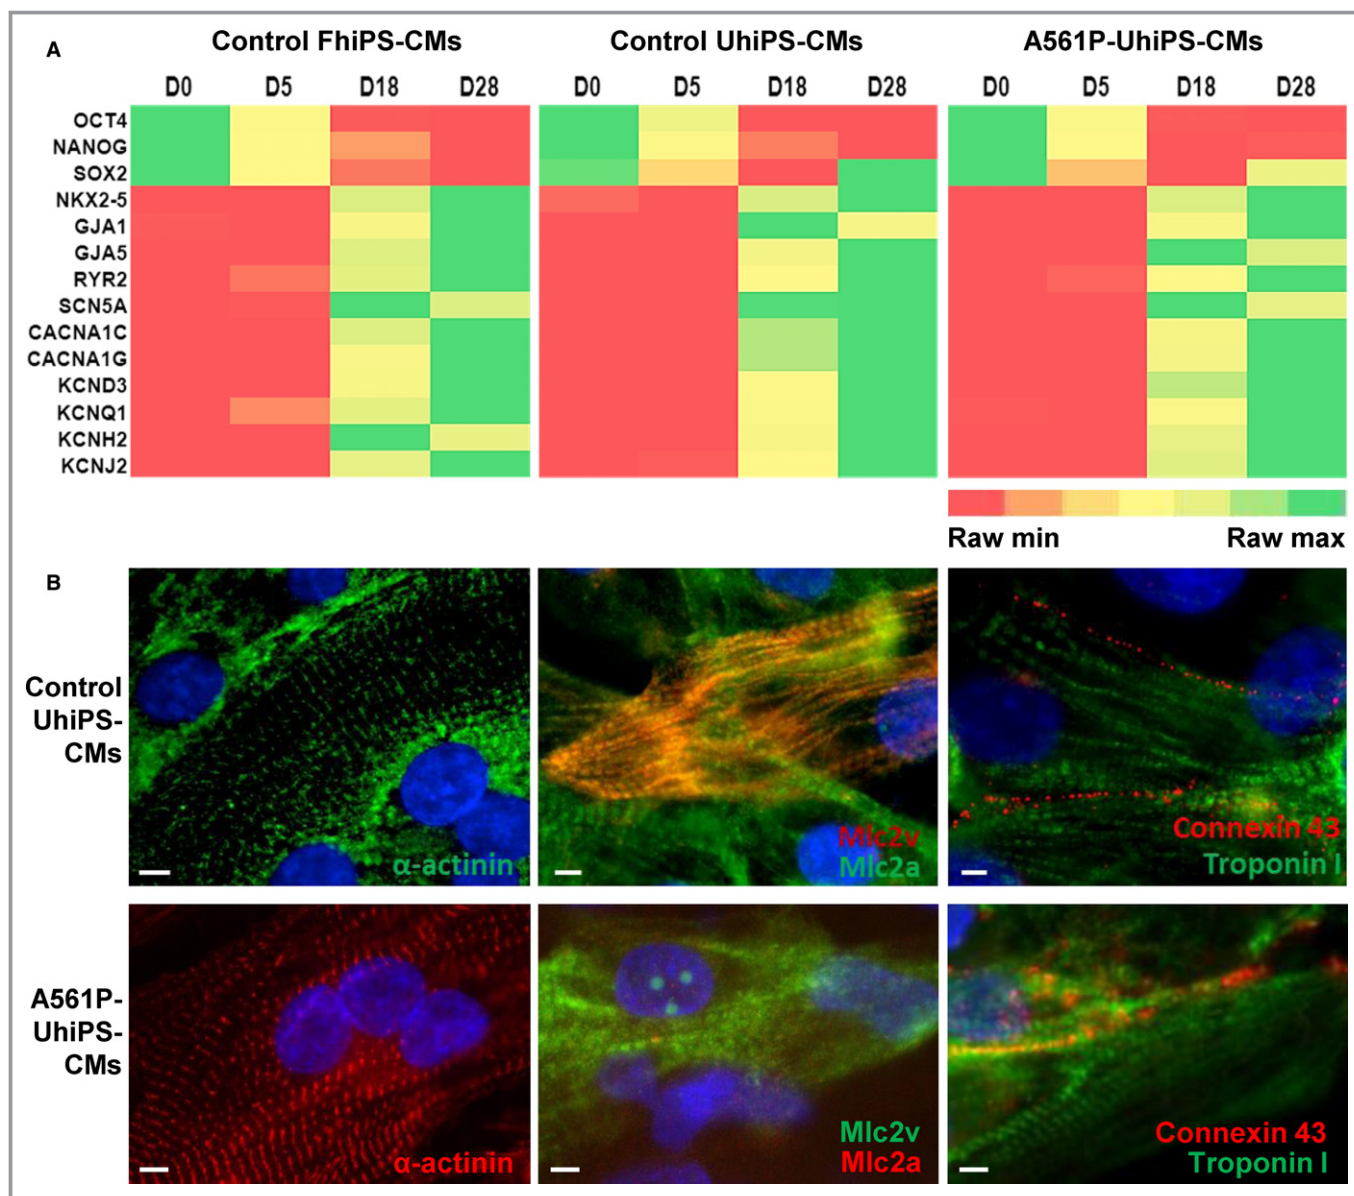 A
Control FhiPS-CMs
Control UhiPS-CMs
A561P-UhiPS-CMs
D0 D5 D18 D28
D0 D5 D18 D28
D0 D5 D18 D28
OCT4
NANOG
SOX2
NKX2-5
GJA1
GJA5
RYR2
SCN5A
CACNA1C
CACNA1G
KCND3
KCNQ1
KCNH2
KCNJ2
Raw min Raw max
B
Control
UhiPS-
CMs
α-actinin
Mlc2v
Mlc2a
Connexin 43
Troponin I
A561P-
UhiPS-
CMs
α-actinin
Mlc2v
Mlc2a
Connexin 43
Troponin I